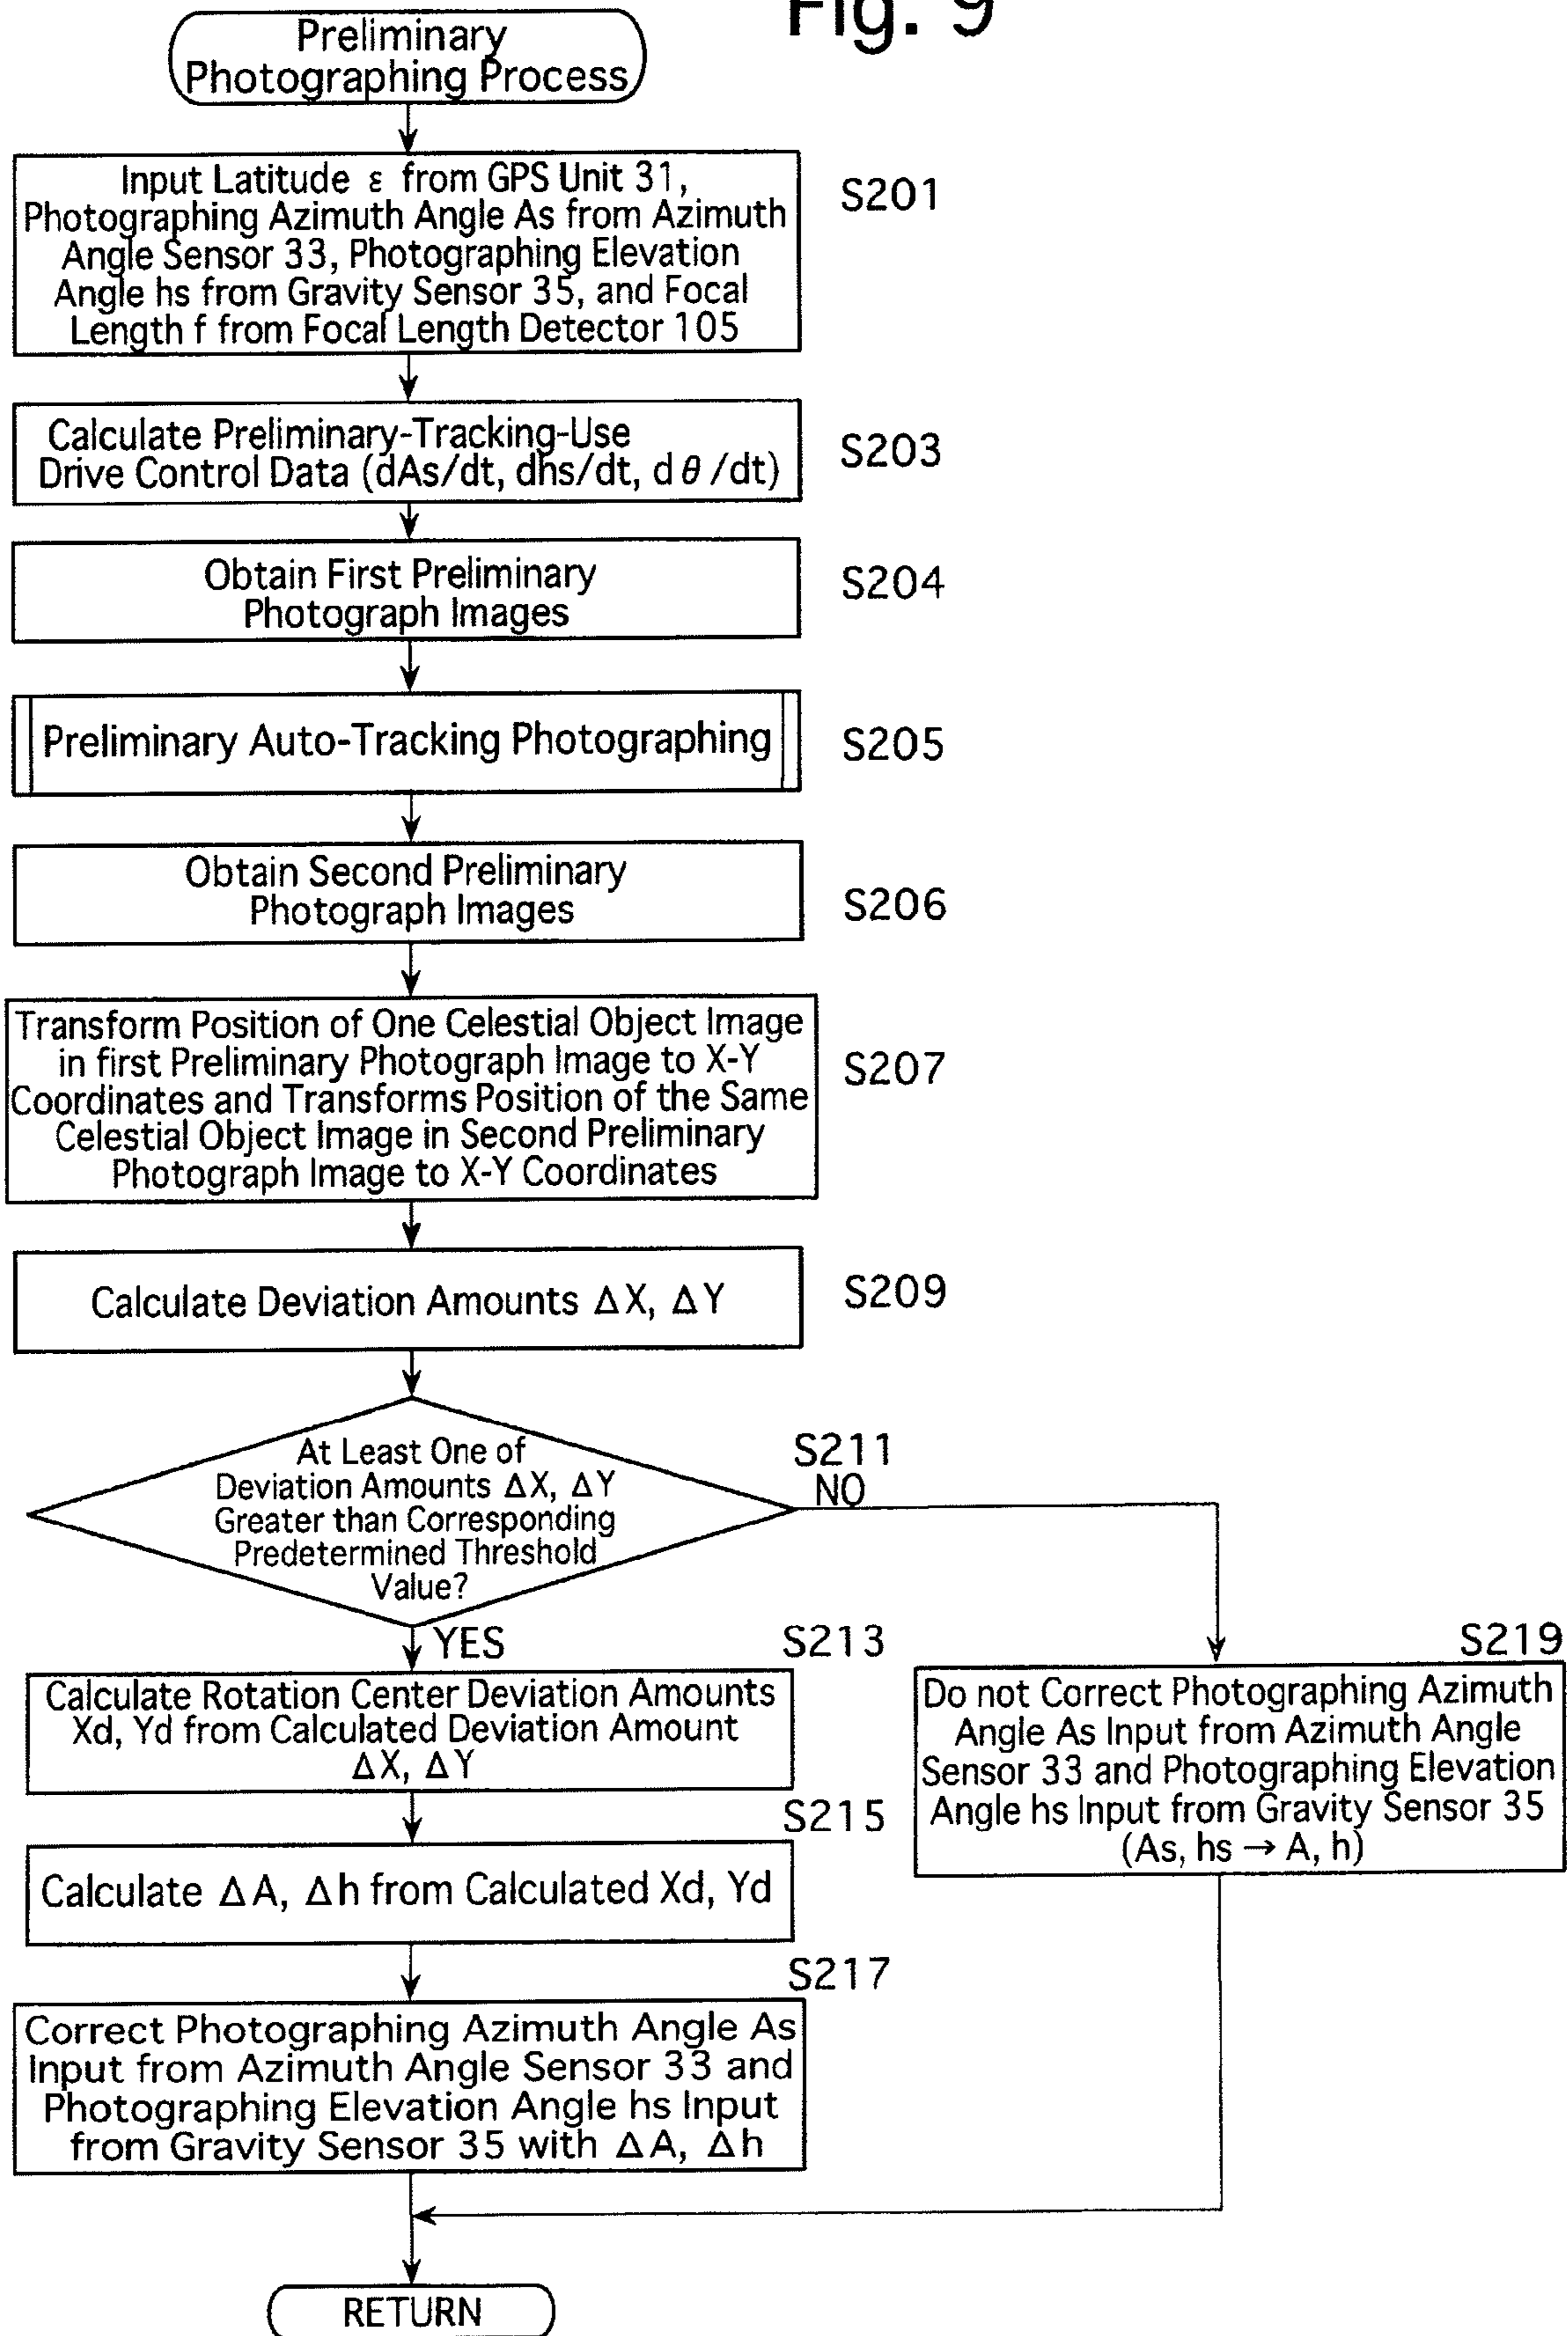 Fig. 9
Preliminary
Photographing Process
Input Latitude ε from GPS Unit 31,
Photographing Azimuth Angle As from Azimuth
Angle Sensor 33, Photographing Elevation
Angle hs from Gravity Sensor 35, and Focal
Length f from Focal Length Detector 105
S201
Calculate Preliminary-Tracking-Use
Drive Control Data (dAs/dt, dhs/dt, dθ/dt)
S203
Obtain First Preliminary
Photograph Images
S204
Preliminary Auto-Tracking Photographing
S205
Obtain Second Preliminary
Photograph Images
S206
Transform Position of One Celestial Object Image
in first Preliminary Photograph Image to X-Y
Coordinates and Transforms Position of the Same
Celestial Object Image in Second Preliminary
Photograph Image to X-Y Coordinates
S207
Calculate Deviation Amounts ΔX, ΔY
S209
At Least One of
Deviation Amounts ΔX, ΔY
Greater than Corresponding
Predetermined Threshold
Value?
S211
NO
YES
S213
Calculate Rotation Center Deviation Amounts
Xd, Yd from Calculated Deviation Amount
ΔX, ΔY
S215
Calculate ΔA, Δh from Calculated Xd, Yd
S217
Correct Photographing Azimuth Angle As
Input from Azimuth Angle Sensor 33 and
Photographing Elevation Angle hs Input
from Gravity Sensor 35 with ΔA, Δh
S219
Do not Correct Photographing Azimuth
Angle As Input from Azimuth Angle
Sensor 33 and Photographing Elevation
Angle hs Input from Gravity Sensor 35
(As, hs → A, h)
RETURN